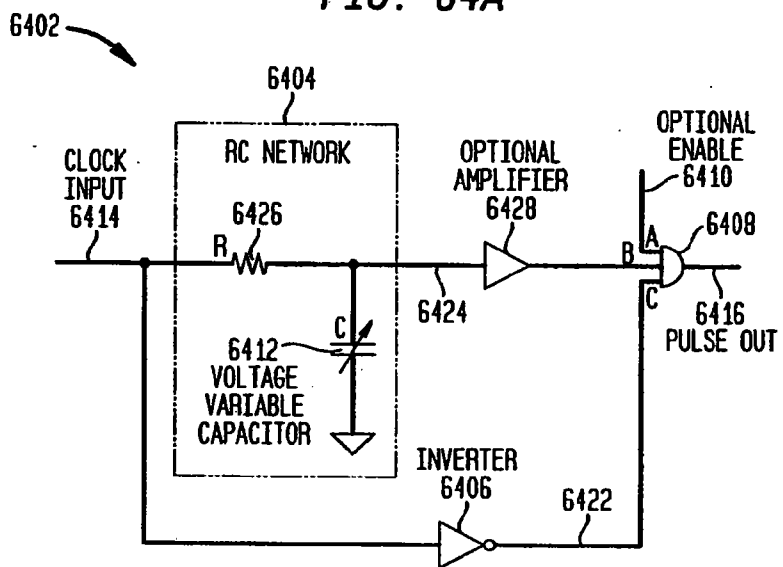 FIG. 64A
6402
6404
RC NETWORK
CLOCK
INPUT
6414
R
6426
C
6412
VOLTAGE
VARIABLE
CAPACITOR
6424
OPTIONAL
AMPLIFIER
6428
OPTIONAL
ENABLE
6410
6408
A
B
C
6416
PULSE OUT
INVERTER
6406
6422